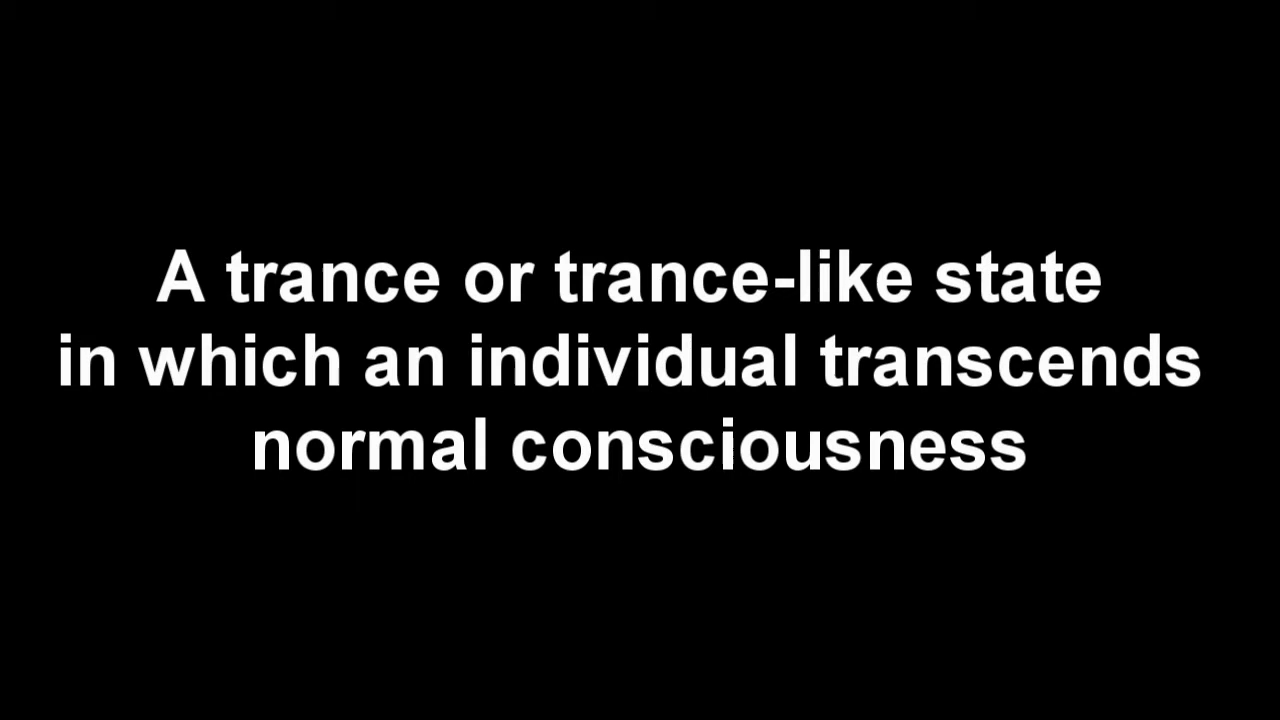 A trance or trance-like state
in which an individual transcends
normal consciousness